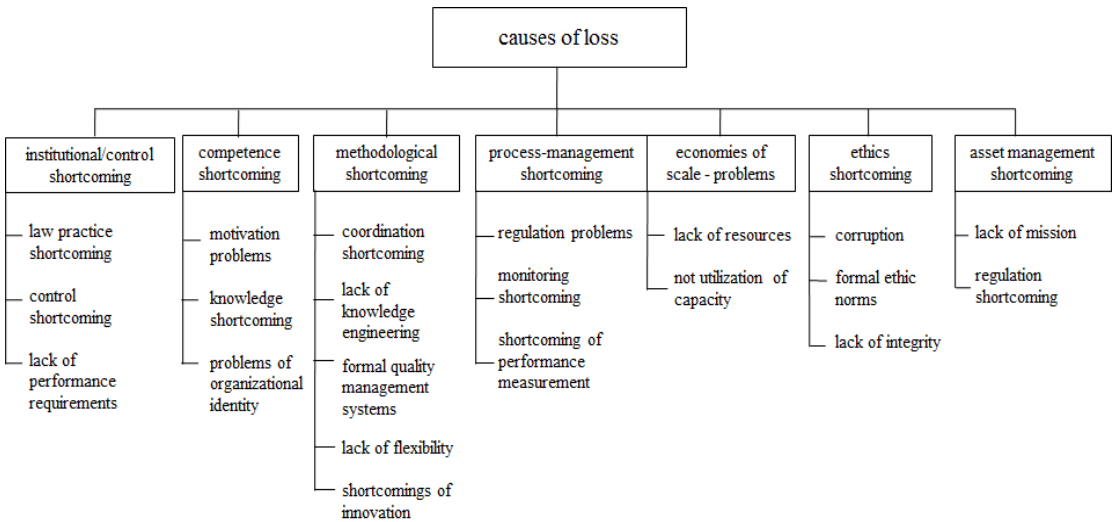 causes of loss
institutional/control
shortcoming
law practice
shortcoming
control
shortcoming
lack of
performance
requirements
competence
shortcoming
motivation
problems
knowledge
shortcoming
problems of
organizational
identity
methodological
shortcoming
coordination
shortcoming
lack of
knowledge
engineering
formal quality
management
systems
lack of flexibility
shortcomings of
innovation
process-management
shortcoming
regulation problems
monitoring
shortcoming
shortcoming of
performance
measurement
economies of
scale - problems
lack of resources
not utilization of
capacity
ethics
shortcoming
corruption
formal ethic
norms
lack of integrity
asset management
shortcoming
lack of mission
regulation
shortcoming